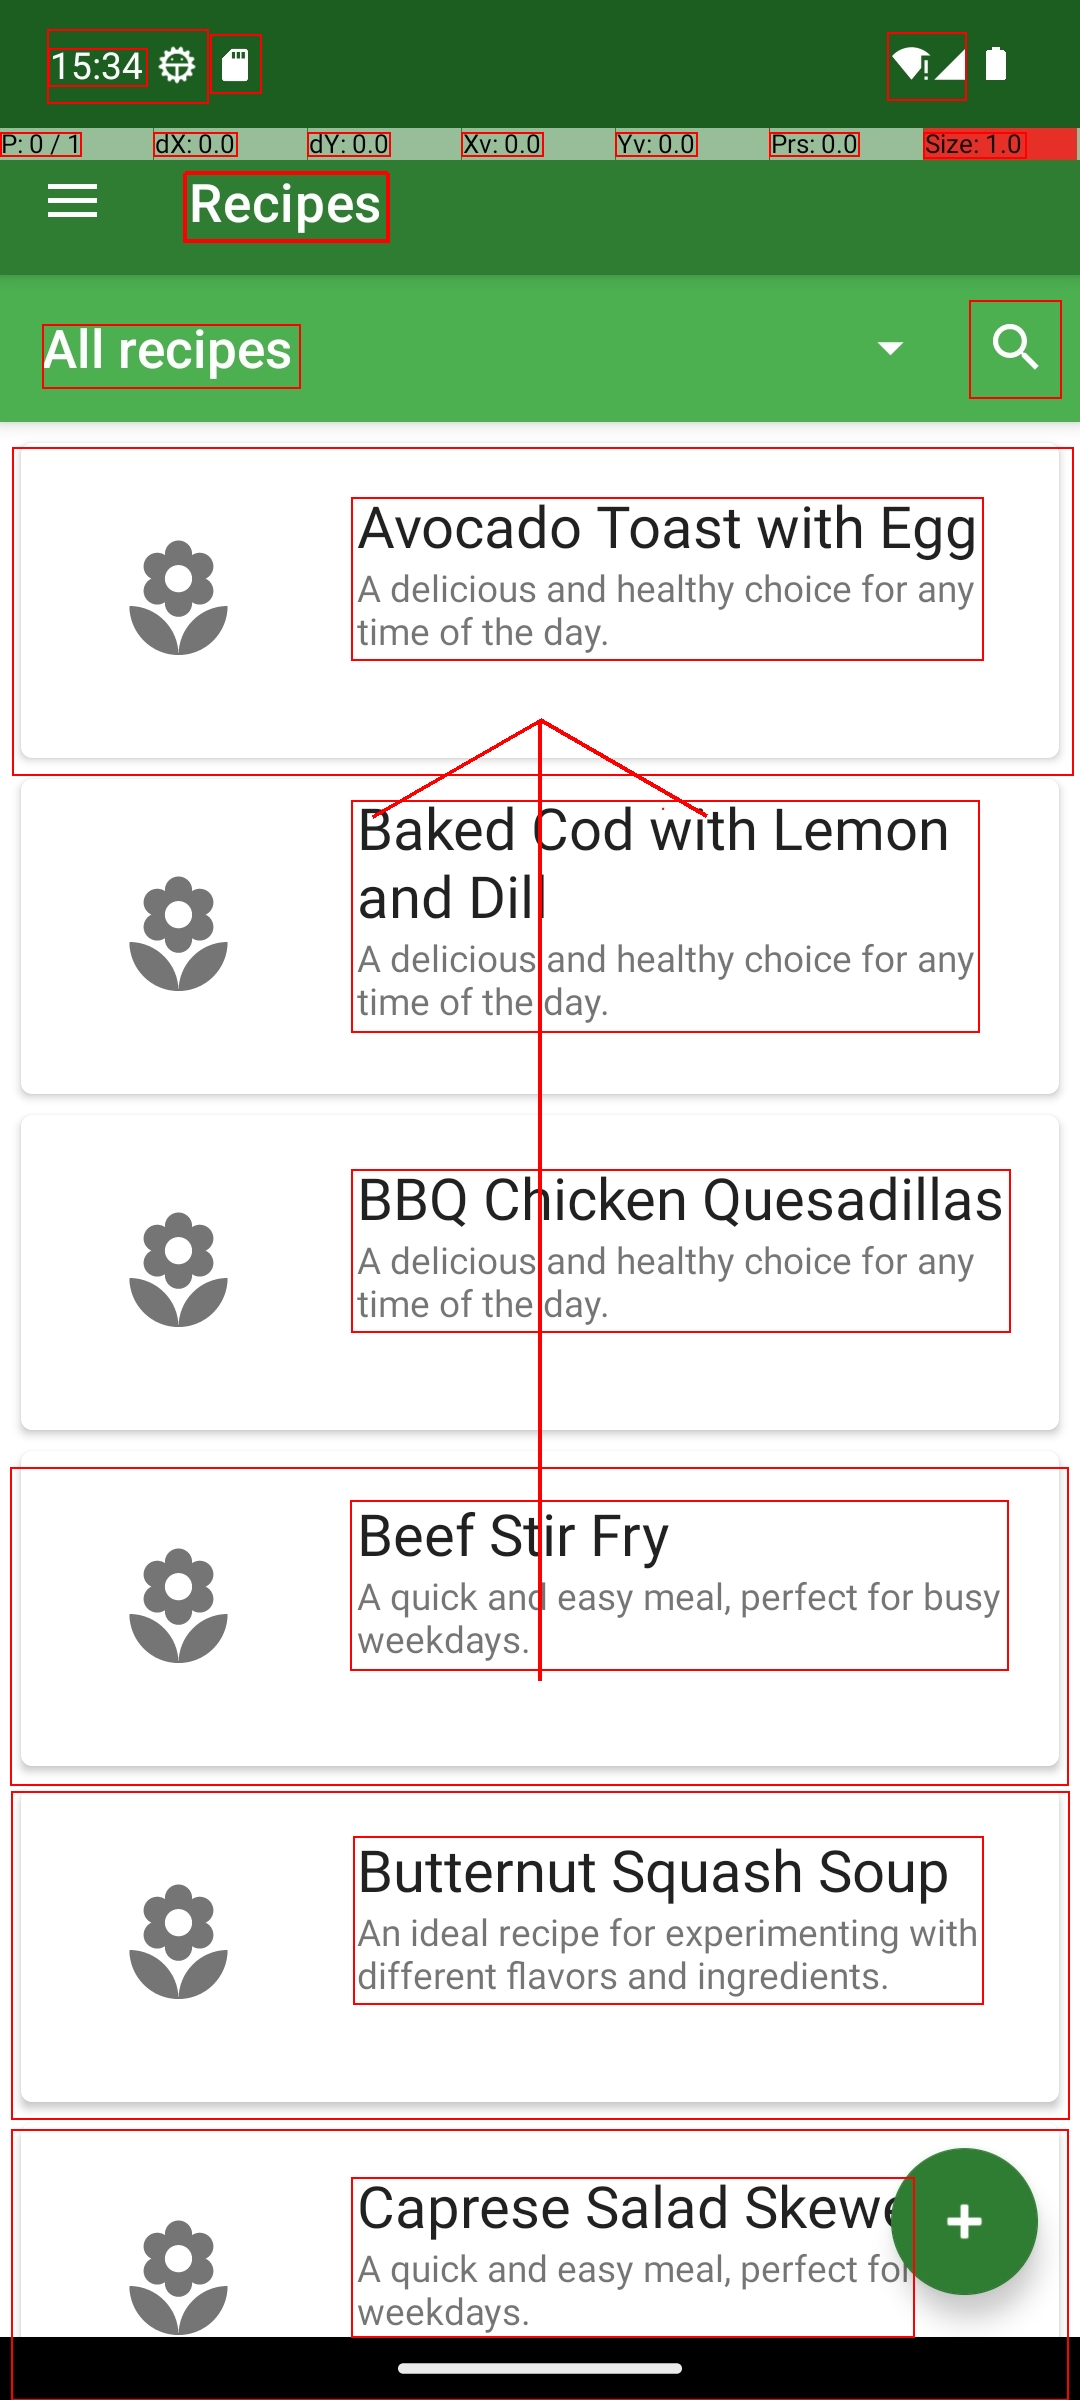 15:34
P: 0 / 1 dX: 0.0 dY: 0.0 Xv: 0.0 Yv: 0.0 Prs: 0.0 Size: 1.0
Recipes
All recipes
Avocado Toast with Egg
A delicious and healthy choice for any
time of the day.
Baked Cod with Lemon
and Dill
A delicious and healthy choice for any
time of the day.
BBQ Chicken Quesadillas
A delicious and healthy choice for any
time of the day.
Beef Stir Fry
A quick and easy meal, perfect for busy
weekdays.
Butternut Squash Soup
An ideal recipe for experimenting with
different flavors and ingredients.
Caprese Salad Skewe
A quick and easy meal, perfect for
weekdays.